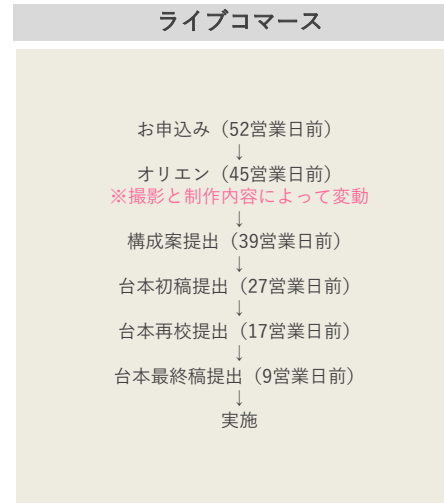 ライブコマース
お申込み（52営業日前）
↓
オリエン（45営業日前）
※撮影と制作内容によって変動
↓
構成案提出（39営業日前）
↓
台本初稿提出（27営業日前）
↓
台本再校提出（17営業日前）
↓
台本最終稿提出（9営業日前）
↓
実施